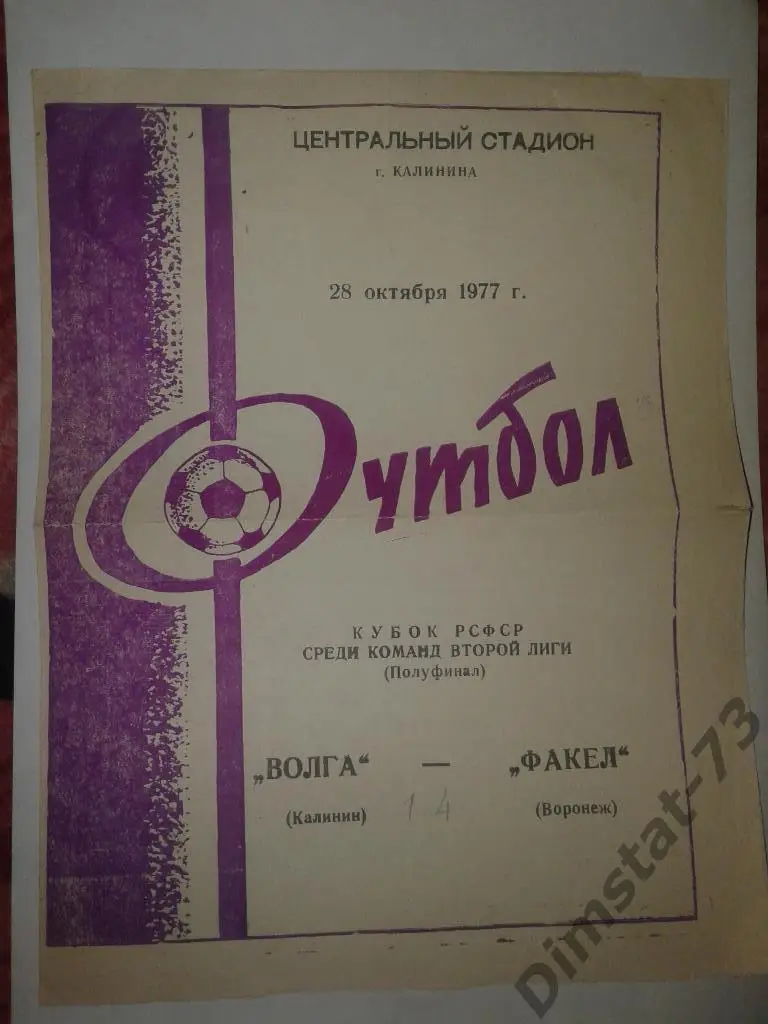 ЦЕНТРАЛЬНЫЙ СТАДИОН
г. КАЛИНИНА
28 октября 1977 г.
Футбол
КУБОК РСФСР
СРЕДИ КОМАНД ВТОРОЙ ЛИГИ
(Полуфинал)
„ВОЛГА“ — „ФАКЕЛ“
(Калинин) 1 4 (Воронеж)
Dimstat-73